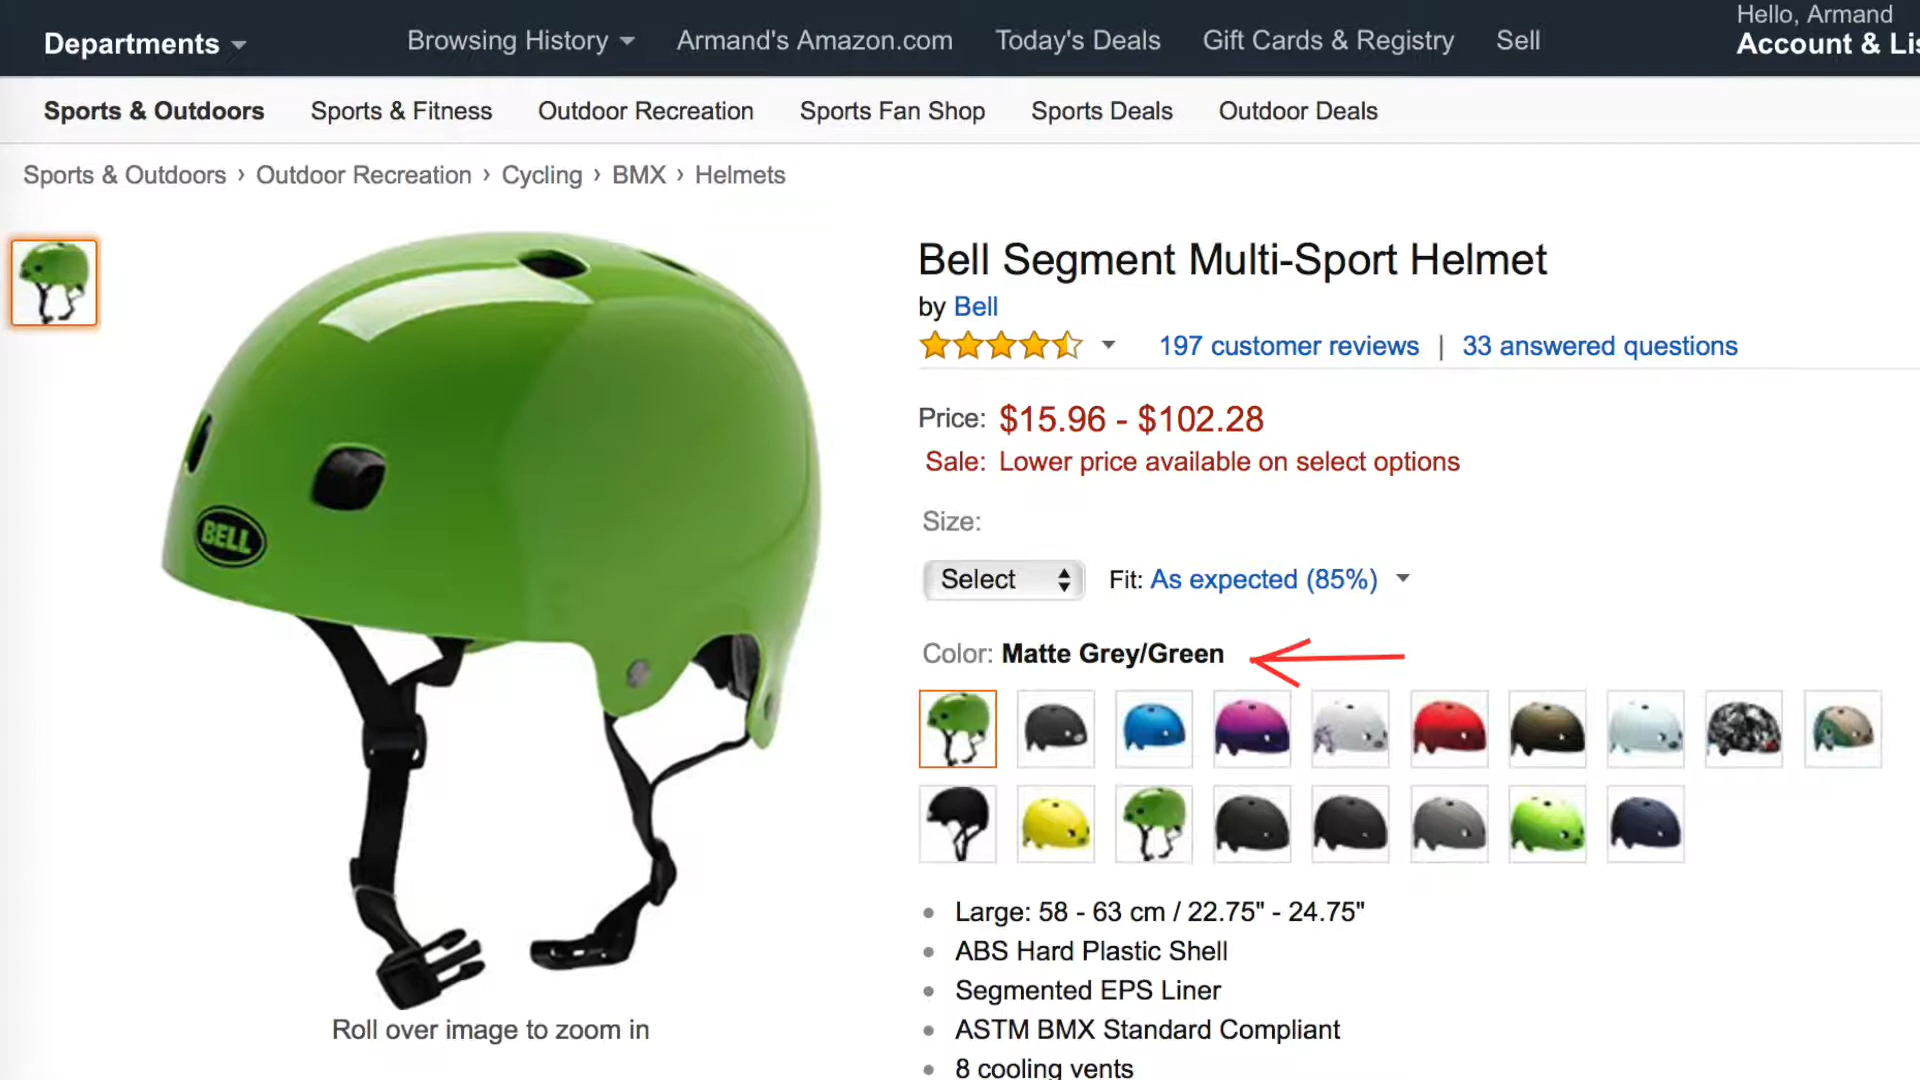 Hello, Armand
Departments
Browsing History
Armand's Amazon.com
Today's Deals
Gift Cards & Registry
Sell
Account & Lis
Sports & Outdoors
Sports & Fitness
Outdoor Recreation
Sports Fan Shop
Sports Deals
Outdoor Deals
Sports & Outdoors › Outdoor Recreation › Cycling › BMX › Helmets
BELL
Roll over image to zoom in
Bell Segment Multi-Sport Helmet
by Bell
197 customer reviews | 33 answered questions
Price: $15.96 - $102.28
Sale: Lower price available on select options
Size:
Select
Fit: As expected (85%)
Color: Matte Grey/Green
Large: 58 - 63 cm / 22.75" - 24.75"
ABS Hard Plastic Shell
Segmented EPS Liner
ASTM BMX Standard Compliant
8 cooling vents